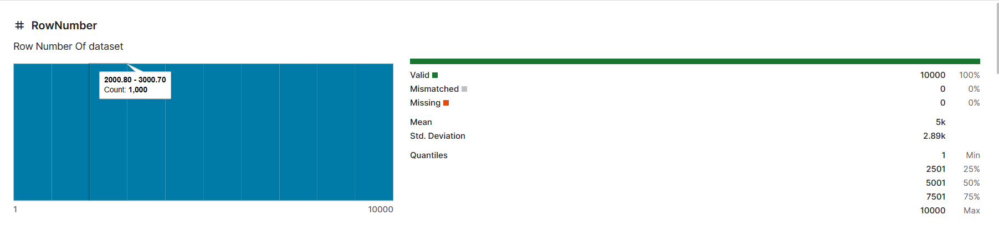 # RowNumber
Row Number Of dataset
2000.80 - 3000.70
Count: 1,000
1 10000
Valid 10000 100%
Mismatched 0 0%
Missing 0 0%
Mean 5k
Std. Deviation 2.89k
Quantiles 1 Min
2501 25%
5001 50%
7501 75%
10000 Max